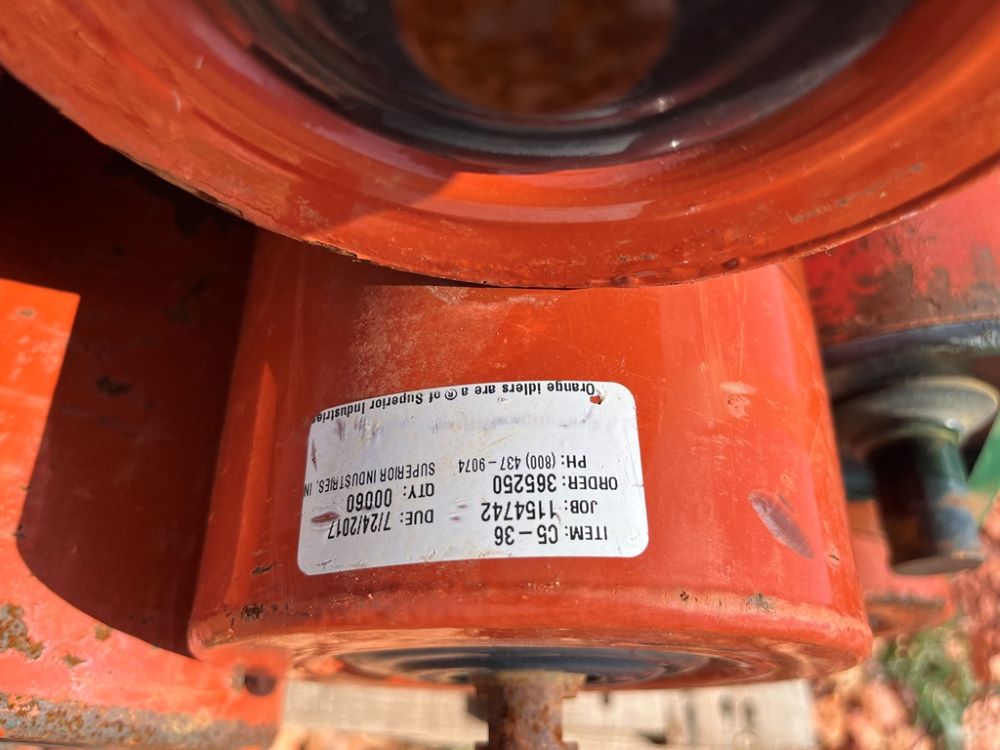 ITEM: C5-36
JOB: 1154742 DUE: 7/24/2017
ORDER: 365250 QTY: 00060
PH: (800) 437-9074 SUPERIOR INDUSTRIES, IN
Orange idlers are a ® of Superior Industries